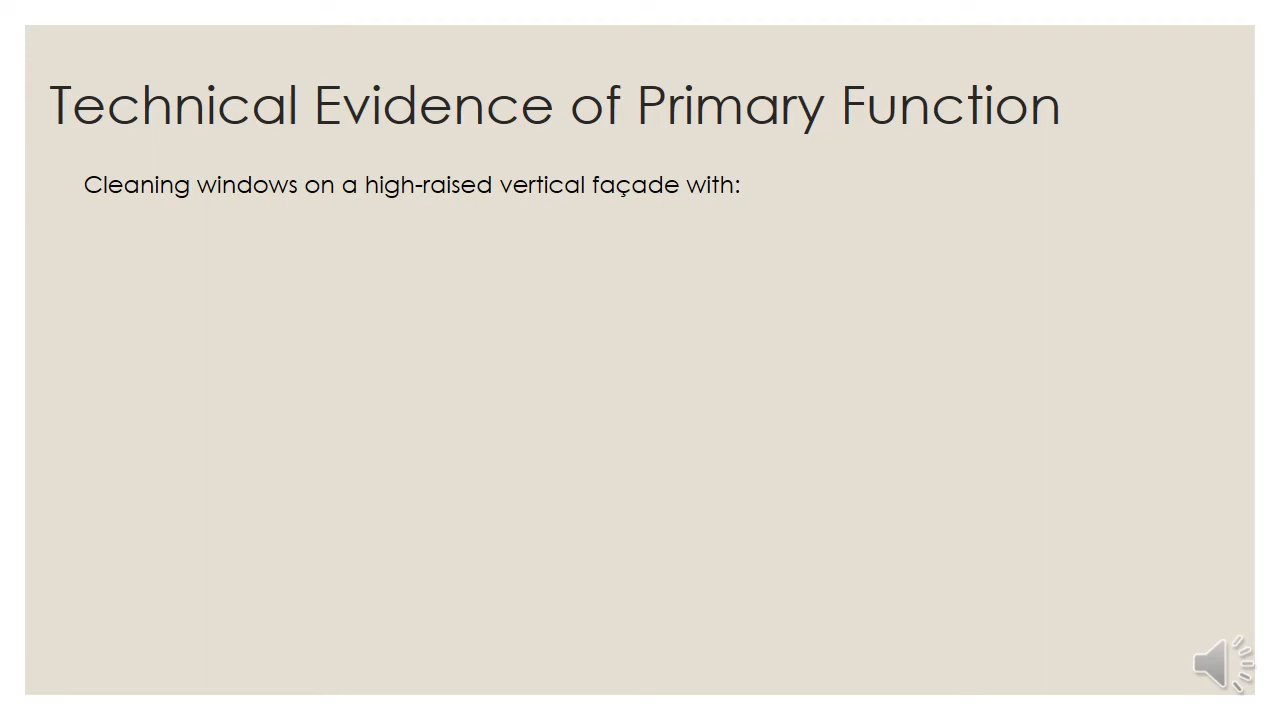 Technical Evidence of Primary Function
Cleaning windows on a high-raised vertical façade with: